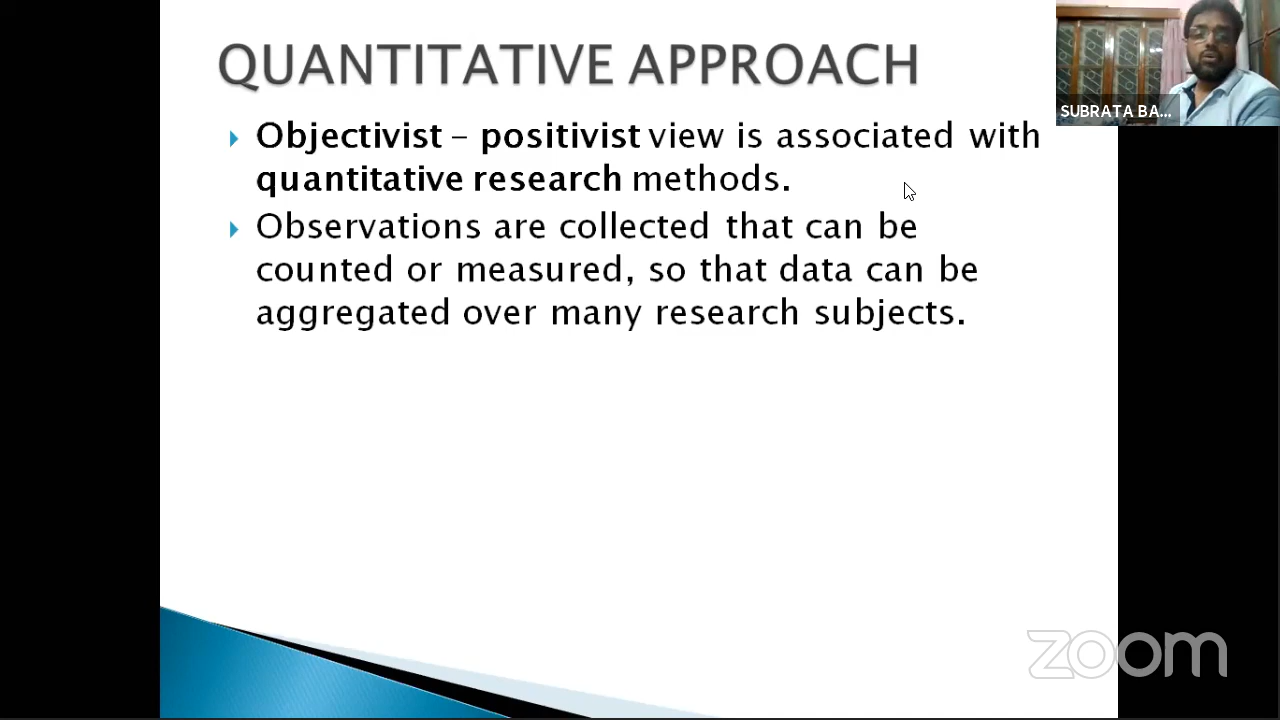 QUANTITATIVE APPROACH
SUBRATA BA...
Objectivist – positivist view is associated with
quantitative research methods.
Observations are collected that can be
counted or measured, so that data can be
aggregated over many research subjects.
zoom